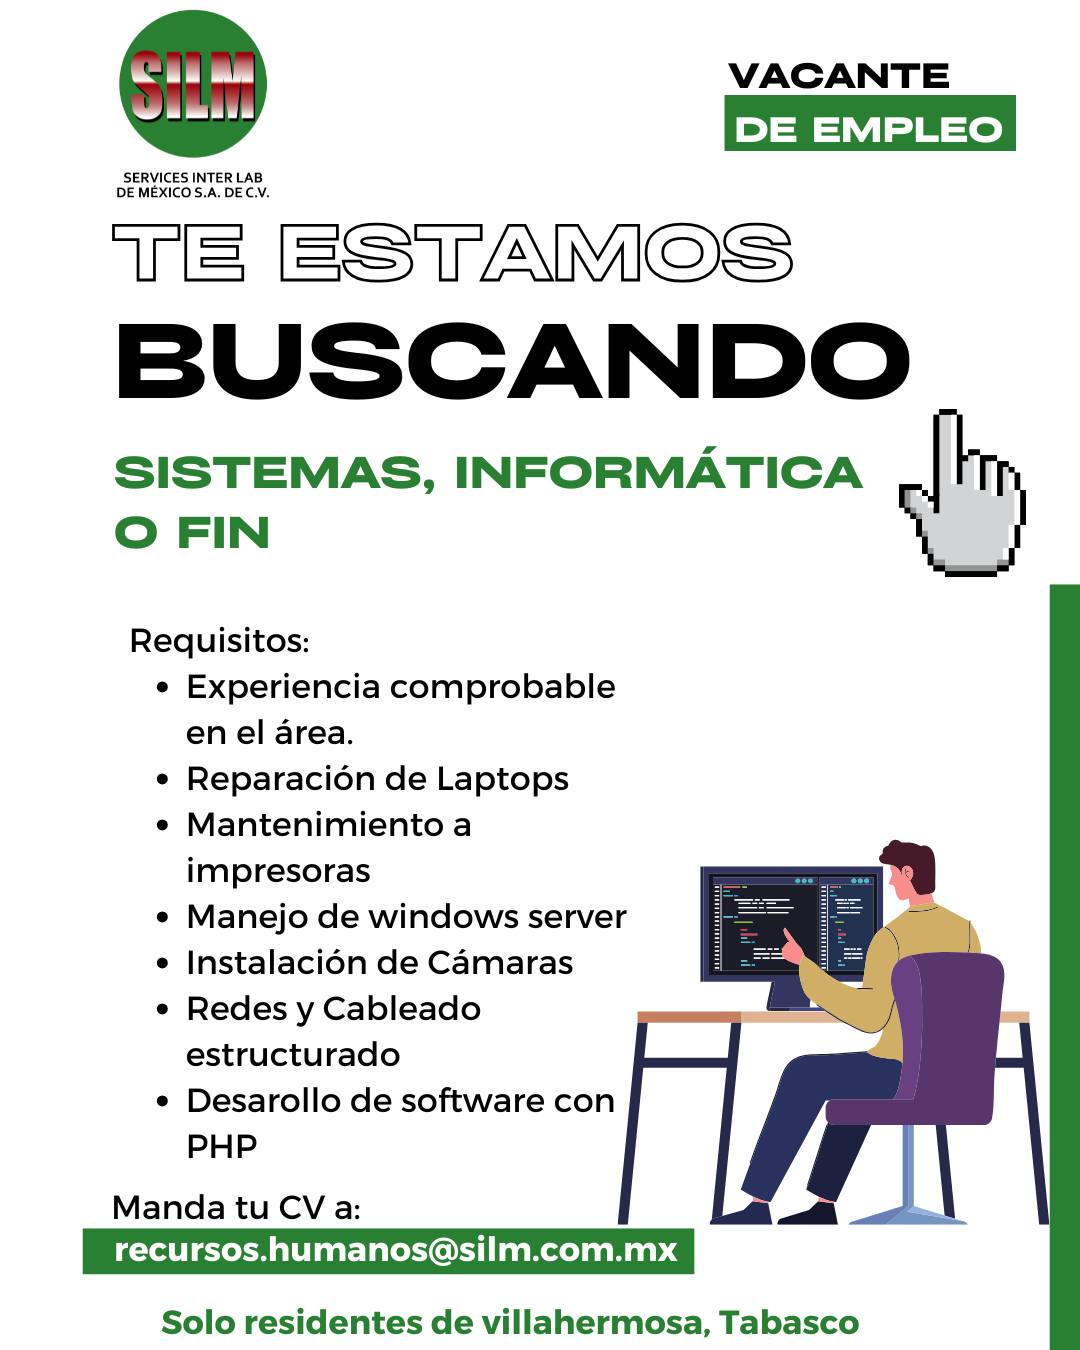 SILM
SERVICES INTER LAB
DE MÉXICO S.A. DE C.V.
VACANTE
DE EMPLEO
TE ESTAMOS
BUSCANDO
SISTEMAS, INFORMÁTICA
O FIN
Requisitos:
• Experiencia comprobable
en el área.
• Reparación de Laptops
• Mantenimiento a
impresoras
• Manejo de windows server
• Instalación de Cámaras
• Redes y Cableado
estructurado
• Desarollo de software con
PHP
Manda tu CV a:
recursos.humanos@silm.com.mx
Solo residentes de villahermosa, Tabasco